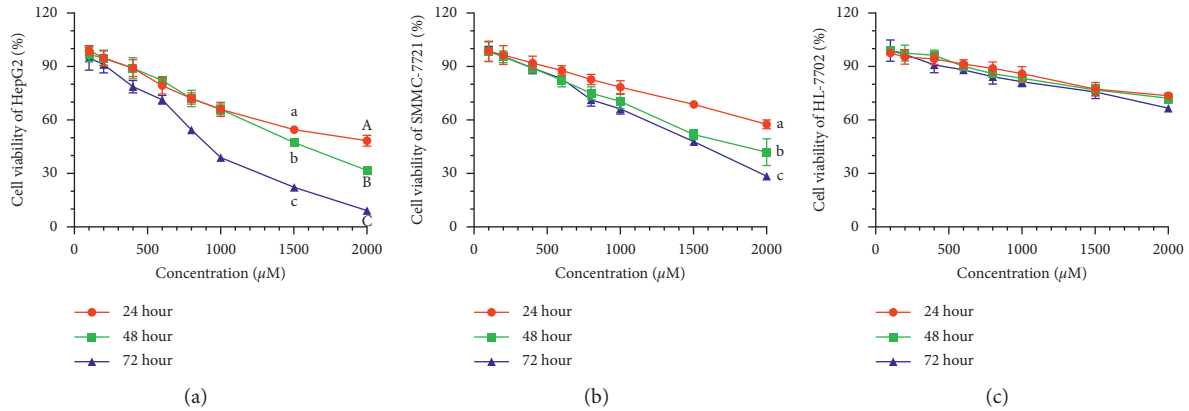 Cell viability of HepG2 (%)
120
90
60
30
0
0 500 1000 1500 2000
Concentration (µM)
a
b
c
A
B
C
24 hour
48 hour
72 hour
(a)
Cell viability of SMMC-7721 (%)
120
90
60
30
0
0 500 1000 1500 2000
Concentration (µM)
a
b
c
24 hour
48 hour
72 hour
(b)
Cell viability of HL-7702 (%)
120
90
60
30
0
0 500 1000 1500 2000
Concentration (µM)
24 hour
48 hour
72 hour
(c)